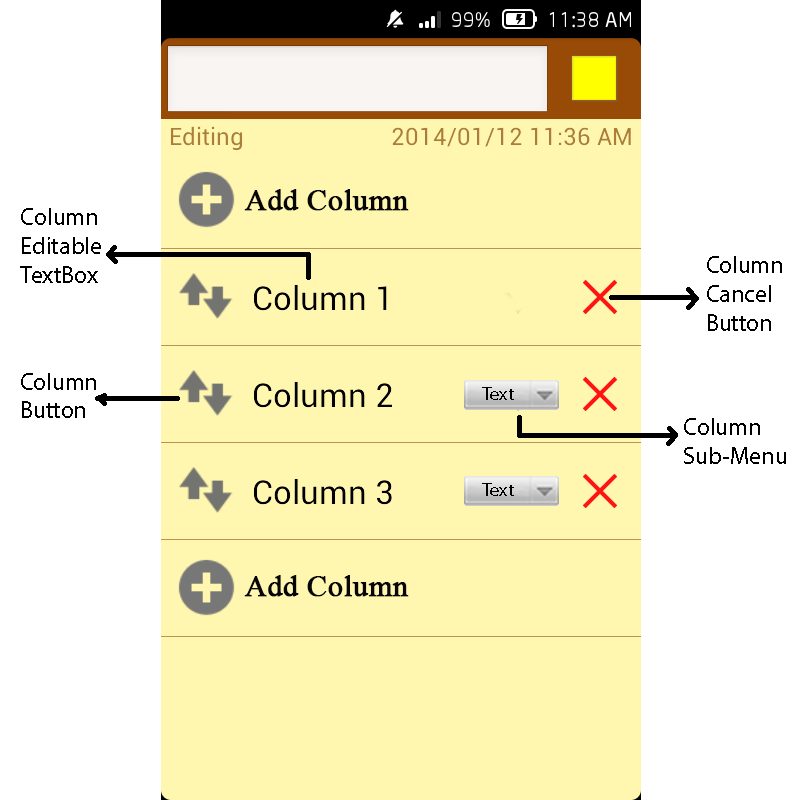 99% 11:38 AM
Editing 2014/01/12 11:36 AM
Add Column
Column
Editable
TextBox
Column 1
Column
Cancel
Button
Column
Button
Column 2
Text
Column
Sub-Menu
Column 3
Text
Add Column